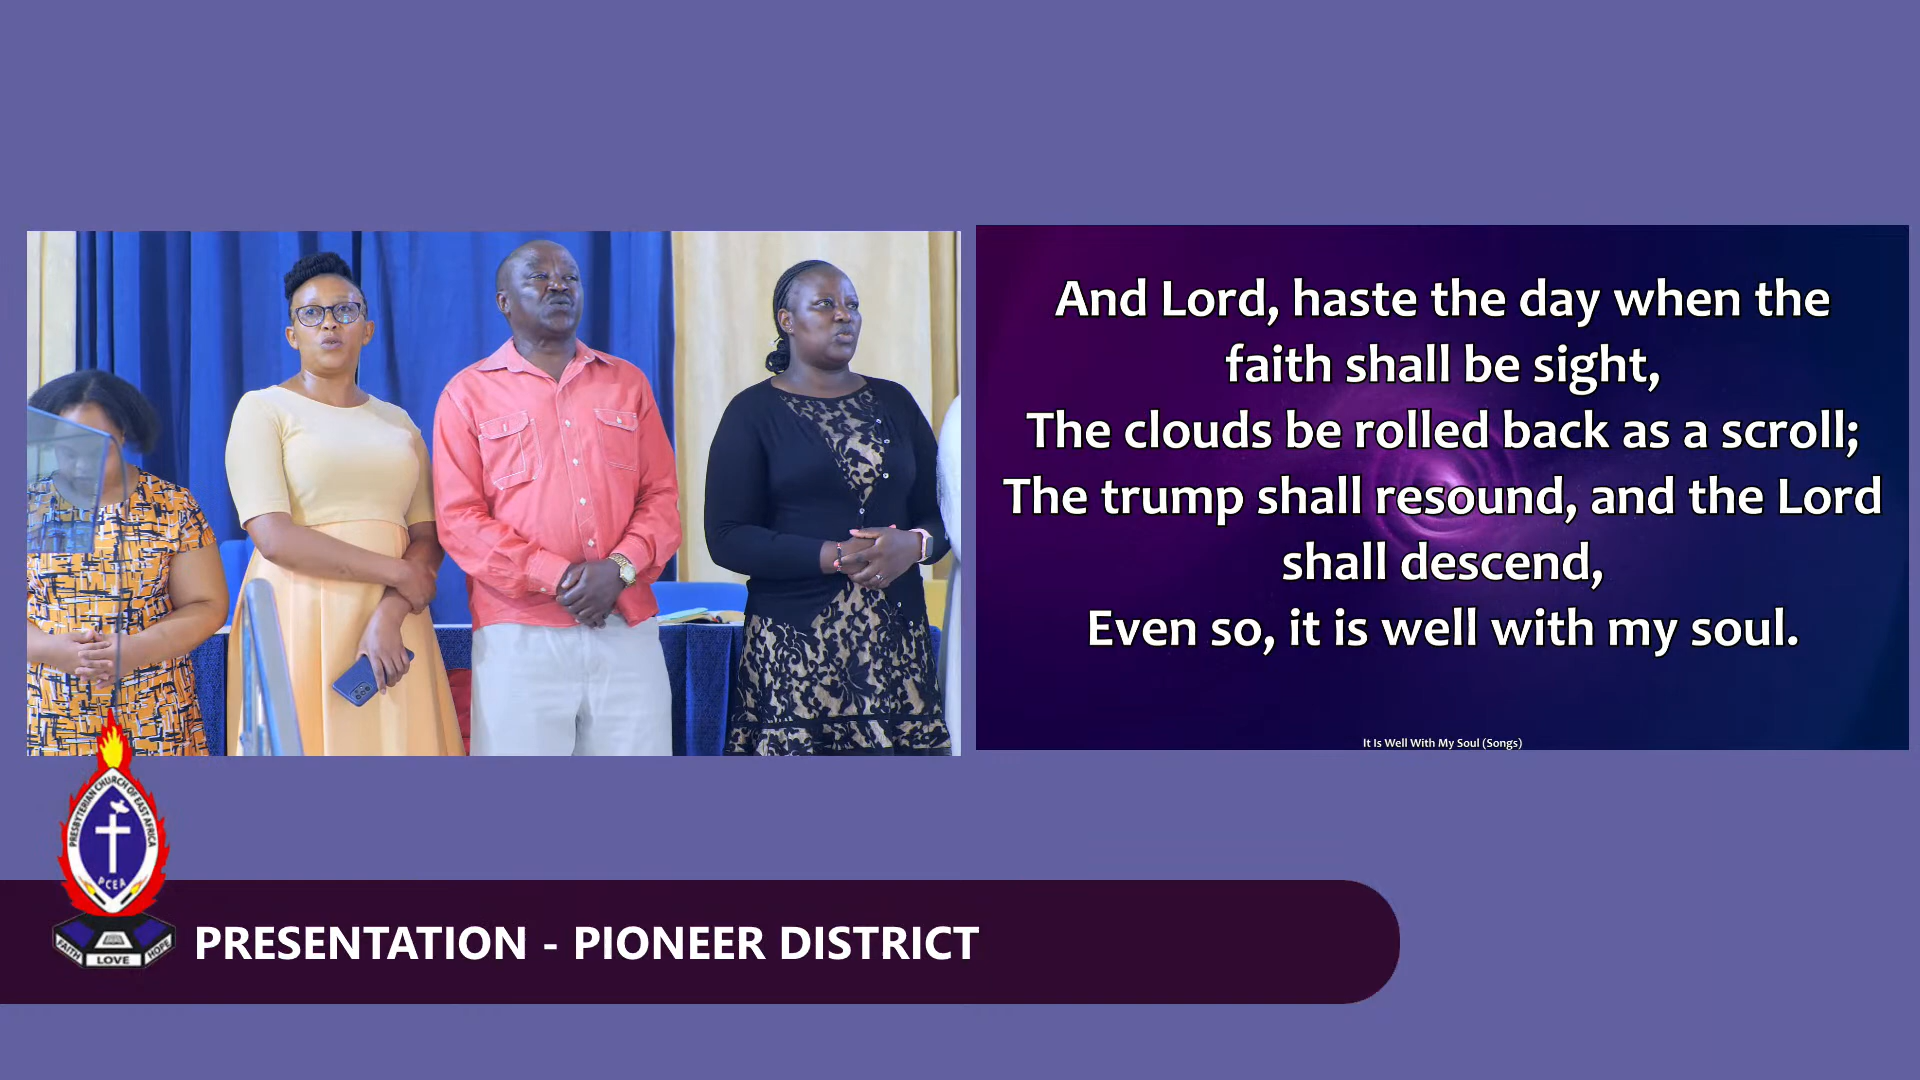 And Lord, haste the day when the
faith shall be sight,
The clouds be rolled back as a scroll;
The trump shall resound, and the Lord
shall descend,
Even so, it is well with my soul.
It Is Well With My Soul (Songs)
PRESBYTERIAN CHURCH OF EAST AFRICA
PCEA
FAITH
LOVE
HOPE
PRESENTATION - PIONEER DISTRICT